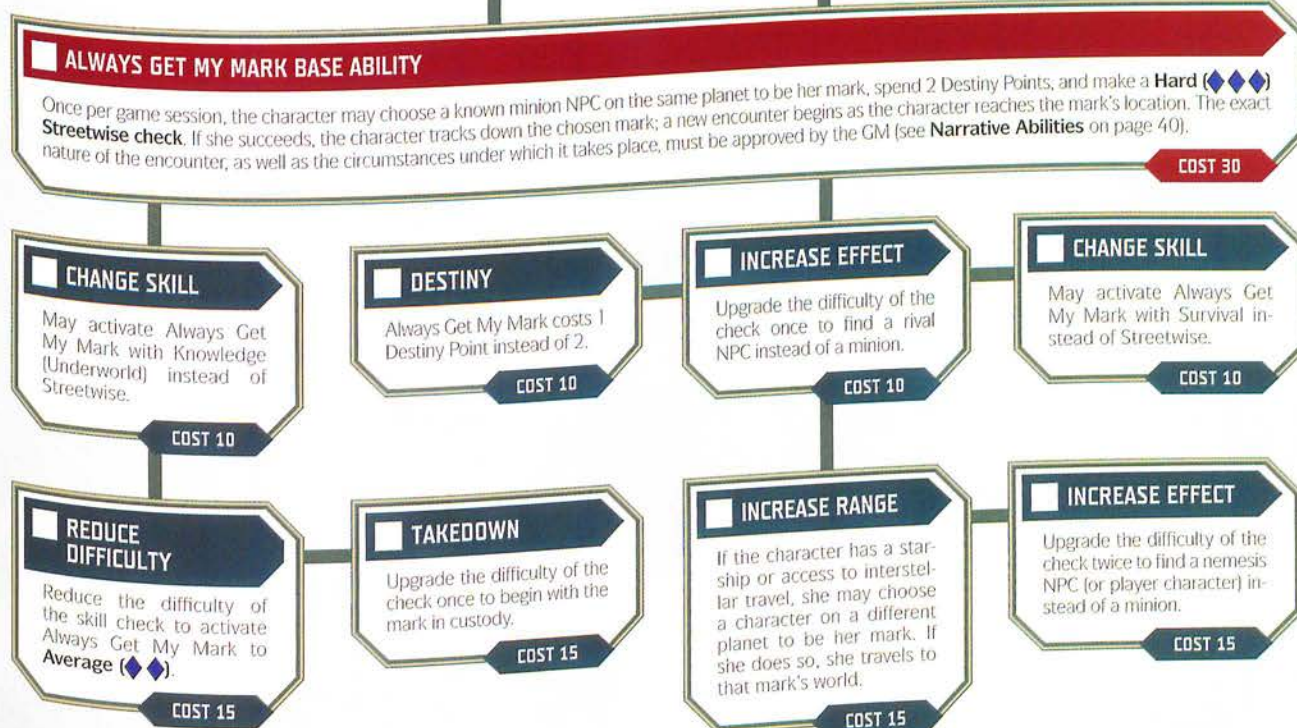 ALWAYS GET MY MARK BASE ABILITY
Once per game session, the character may choose a known minion NPC on the same planet to be her mark, spend 2 Destiny Points, and make a Hard (◆◆◆)
Streetwise check. If she succeeds, the character tracks down the chosen mark; a new encounter begins as the character reaches the mark's location. The exact
nature of the encounter, as well as the circumstances under which it takes place, must be approved by the GM (see Narrative Abilities on page 40).
COST 30
CHANGE SKILL
May activate Always Get
My Mark with Knowledge
(Underworld) instead of
Streetwise.
COST 10
DESTINY
Always Get My Mark costs 1
Destiny Point instead of 2.
COST 10
INCREASE EFFECT
Upgrade the difficulty of the
check once to find a rival
NPC instead of a minion.
COST 10
CHANGE SKILL
May activate Always Get
My Mark with Survival in-
stead of Streetwise.
COST 10
REDUCE
DIFFICULTY
Reduce the difficulty of
the skill check to activate
Always Get My Mark to
Average (◆◆).
COST 15
TAKEDOWN
Upgrade the difficulty of the
check once to begin with the
mark in custody.
COST 15
INCREASE RANGE
If the character has a star-
ship or access to interstel-
lar travel, she may choose
a character on a different
planet to be her mark. If
she does so, she travels to
that mark's world.
COST 15
INCREASE EFFECT
Upgrade the difficulty of the
check twice to find a nemesis
NPC (or player character) in-
stead of a minion.
COST 15